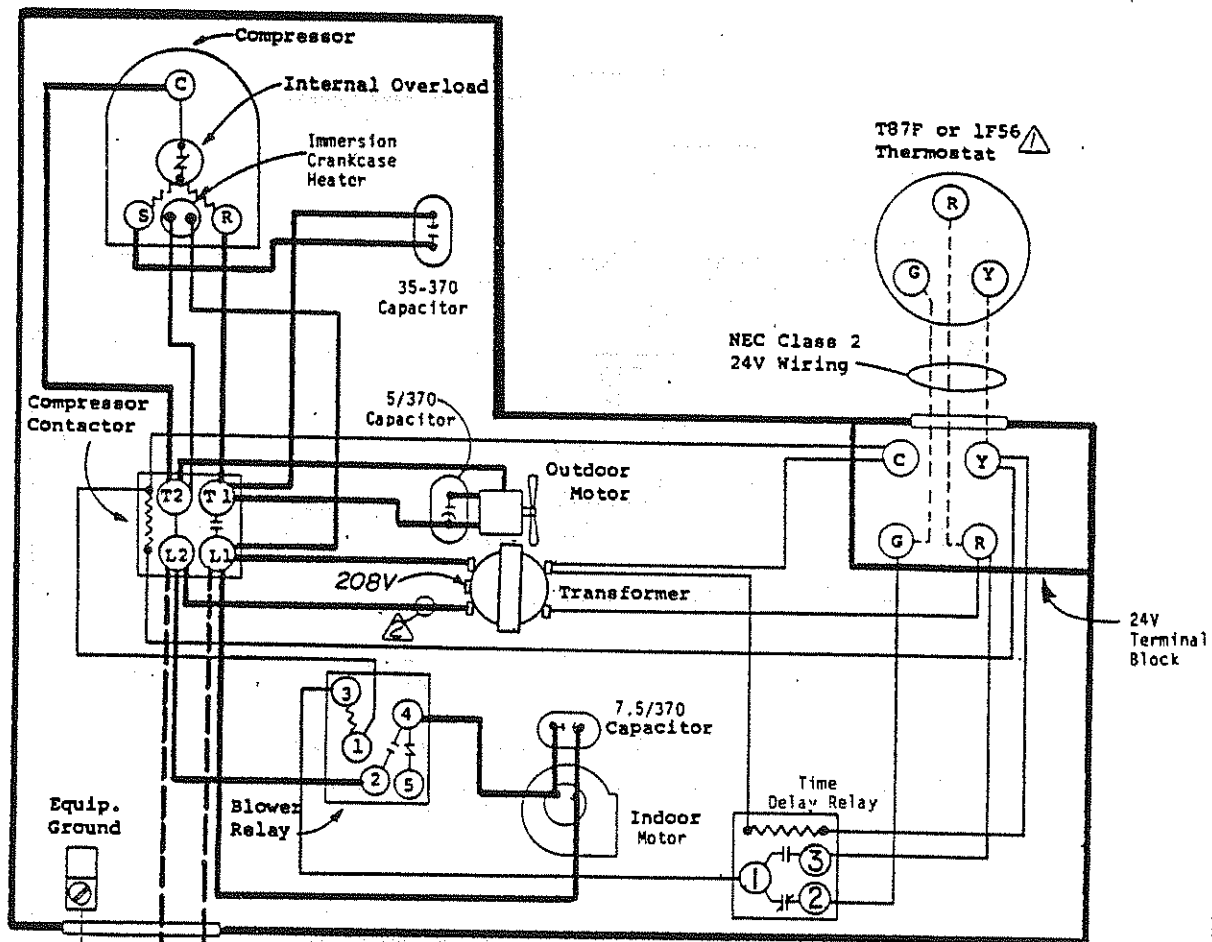 Compressor
C
Internal Overload
Immersion
Crankcase
Heater
S
R
35-370
Capacitor
T87F or 1F56 1
Thermostat
R
G
Y
NEC Class 2
24V Wiring
Compressor
Contactor
5/370
Capacitor
Outdoor
Motor
C
Y
T2
T1
L2
L1
208V
Transformer
2
G
R
24V
Terminal
Block
3
4
1
2
5
Blower
Relay
7.5/370
Capacitor
Indoor
Motor
Time
Delay Relay
1
3
2
Equip.
Ground